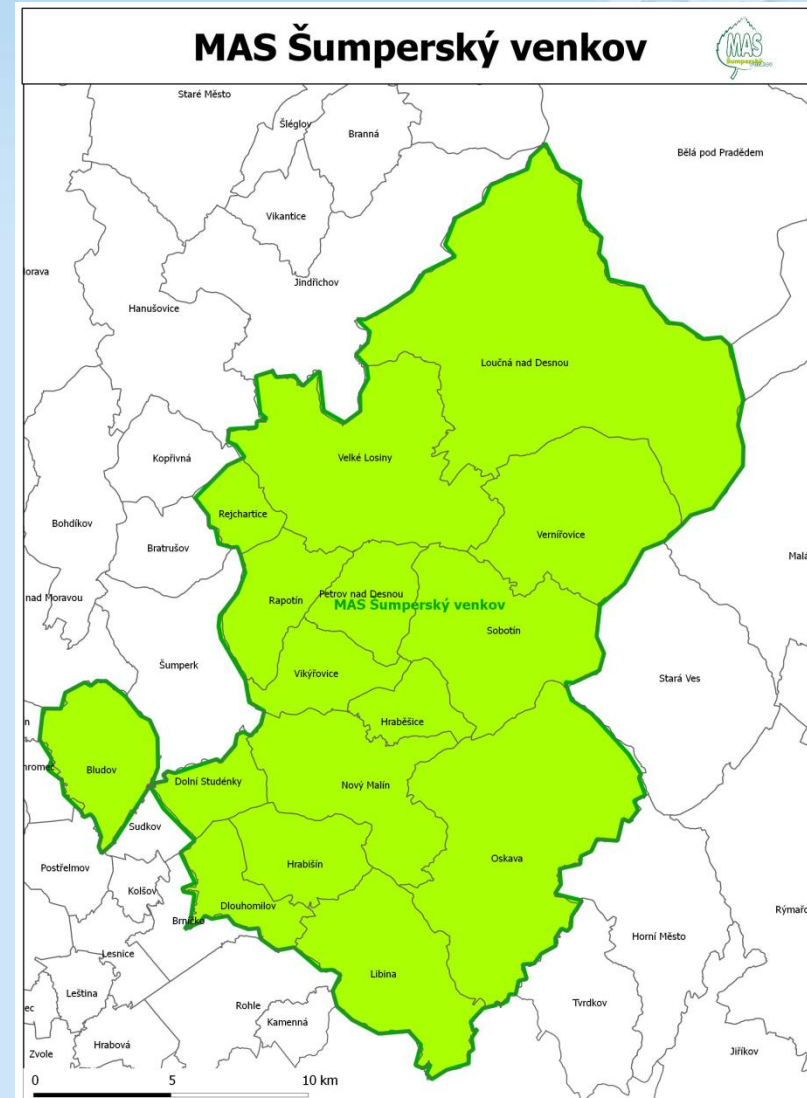 MAS Šumperský venkov
MAS
Šumperský
Staré Město
Šléglov
Branná
Bělá pod Pradědem
Vikantice
orava
Jindřichov
Hanušovice
Loučná nad Desnou
Kopřivná
Velké Losiny
Rejchartice
Bohdíkov
Vernířovice
Bratrušov
Malá
nad Moravou
Rapotín
Petrov nad Desnou
MAS Šumperský venkov
Sobotín
Šumperk
Vikýřovice
Stará Ves
Hraběšice
n
hromeč
Bludov
Dolní Studénky
Nový Malín
Sudkov
Oskava
Postřelmov
Hrabišín
Kolšov
Dlouhomilov
Rýmařo
Brníčko
Horní Město
Lesnice
Libina
Leština
Tvrdkov
ec
Rohle
Kamenná
Hrabová
Zvole
Jiříkov
0 5 10 km